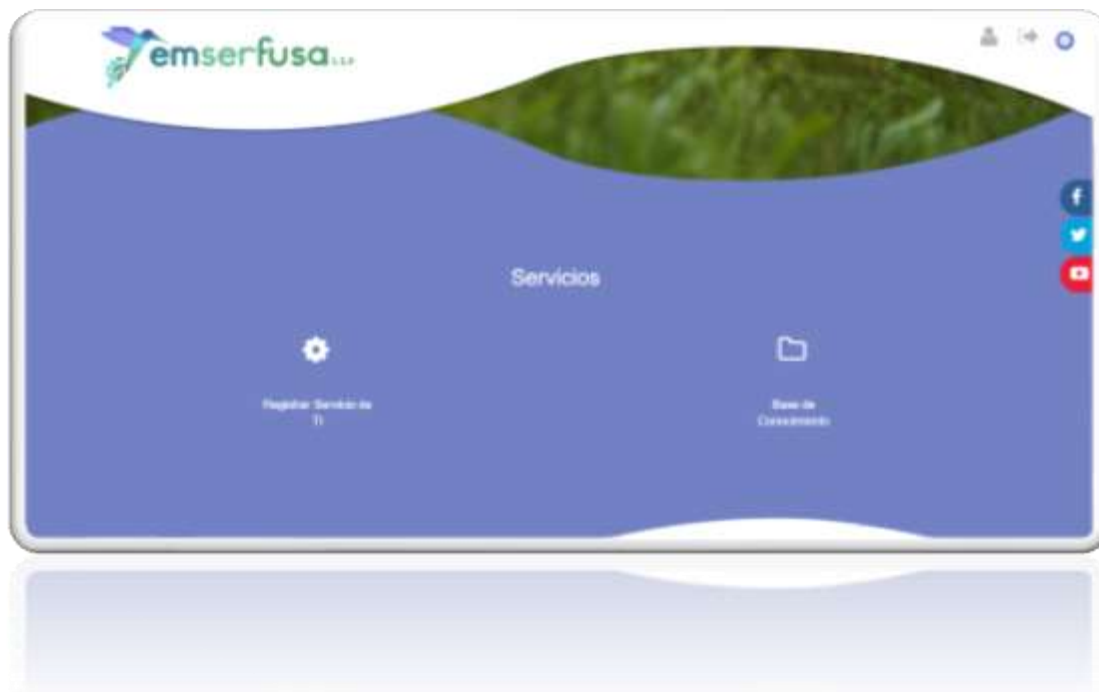 emserfusa
Servicios
Registrar Servicio de
TI
Base de
Conocimiento